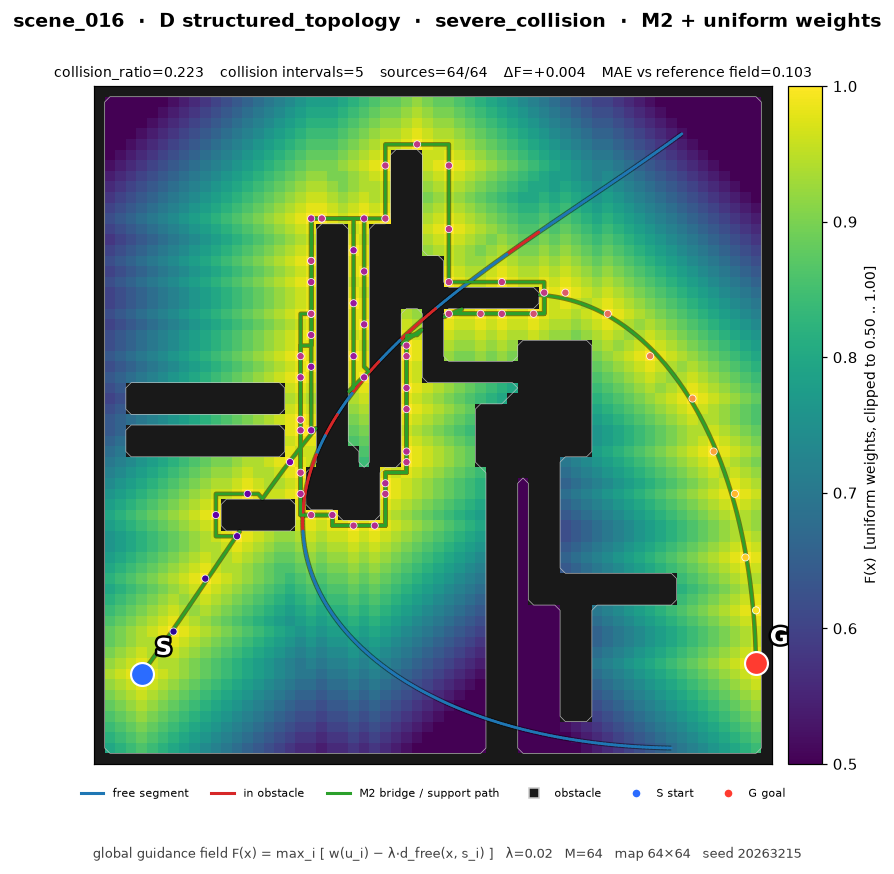 scene_016 · D structured_topology · severe_collision · M2 + uniform weights
collision_ratio=0.223 collision intervals=5 sources=64/64 ΔF=+0.004 MAE vs reference field=0.103
1.0
0.9
0.8
0.7
0.6
0.5
F(x) [uniform weights, clipped to 0.50 .. 1.00]
S
G
free segment
in obstacle
M2 bridge / support path
obstacle
S start
G goal
global guidance field F(x) = max_i [ w(u_i) − λ·d_free(x, s_i) ] λ=0.02 M=64 map 64×64 seed 20263215